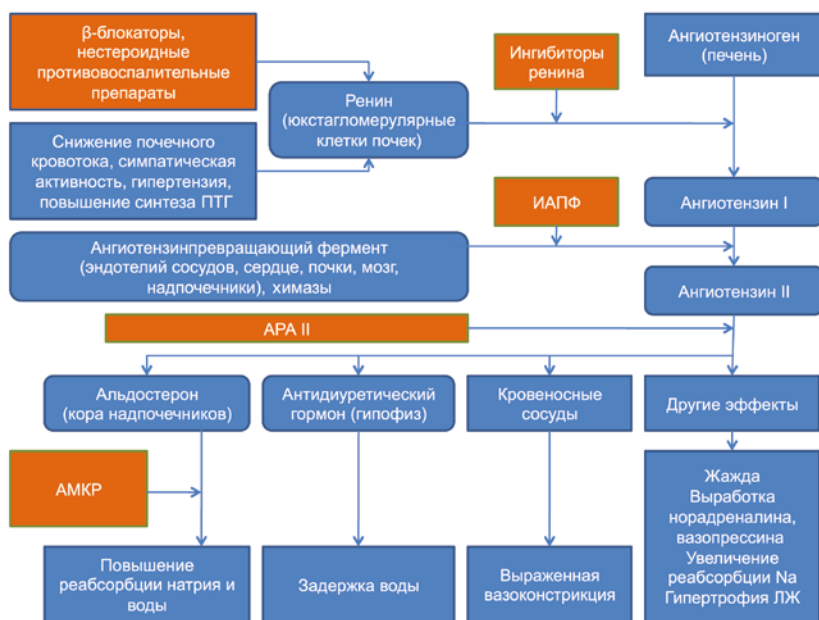 β-блокаторы,
нестероидные
противовоспалительные
препараты
Ингибиторы
ренина
Ангиотензиноген
(печень)
Ренин
(юкстагломерулярные
клетки почек)
Снижение почечного
кровотока, симпатическая
активность, гипертензия,
повышение синтеза ПТГ
ИАПФ
Ангиотензин I
Ангиотензинпревращающий фермент
(эндотелий сосудов, сердце, почки, мозг,
надпочечники), химазы
Ангиотензин II
АРА II
Альдостерон
(кора надпочечников)
Антидиуретический
гормон (гипофиз)
Кровеносные
сосуды
Другие эффекты
АМКР
Жажда
Выработка
норадреналина,
вазопрессина
Увеличение
реабсорбции Na
Гипертрофия ЛЖ
Повышение
реабсорбции натрия и
воды
Задержка воды
Выраженная
вазоконстрикция